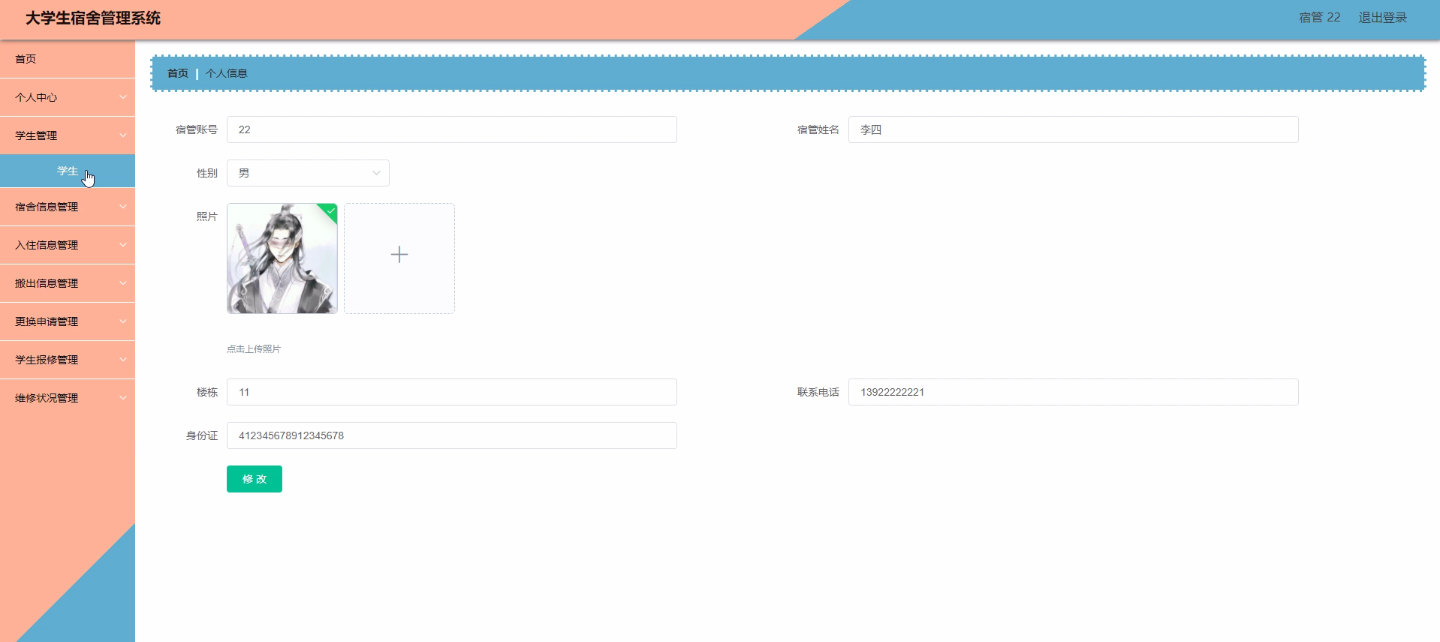 大学生宿舍管理系统
宿管 22 退出登录
首页
个人中心
学生管理
学生
宿舍信息管理
入住信息管理
搬出信息管理
更换申请管理
学生报修管理
维修状况管理
首页 | 个人信息
宿管账号 22 宿管姓名 李四
性别 男
照片
点击上传照片
楼栋 11 联系电话 13922222221
身份证 412345678912345678
修 改